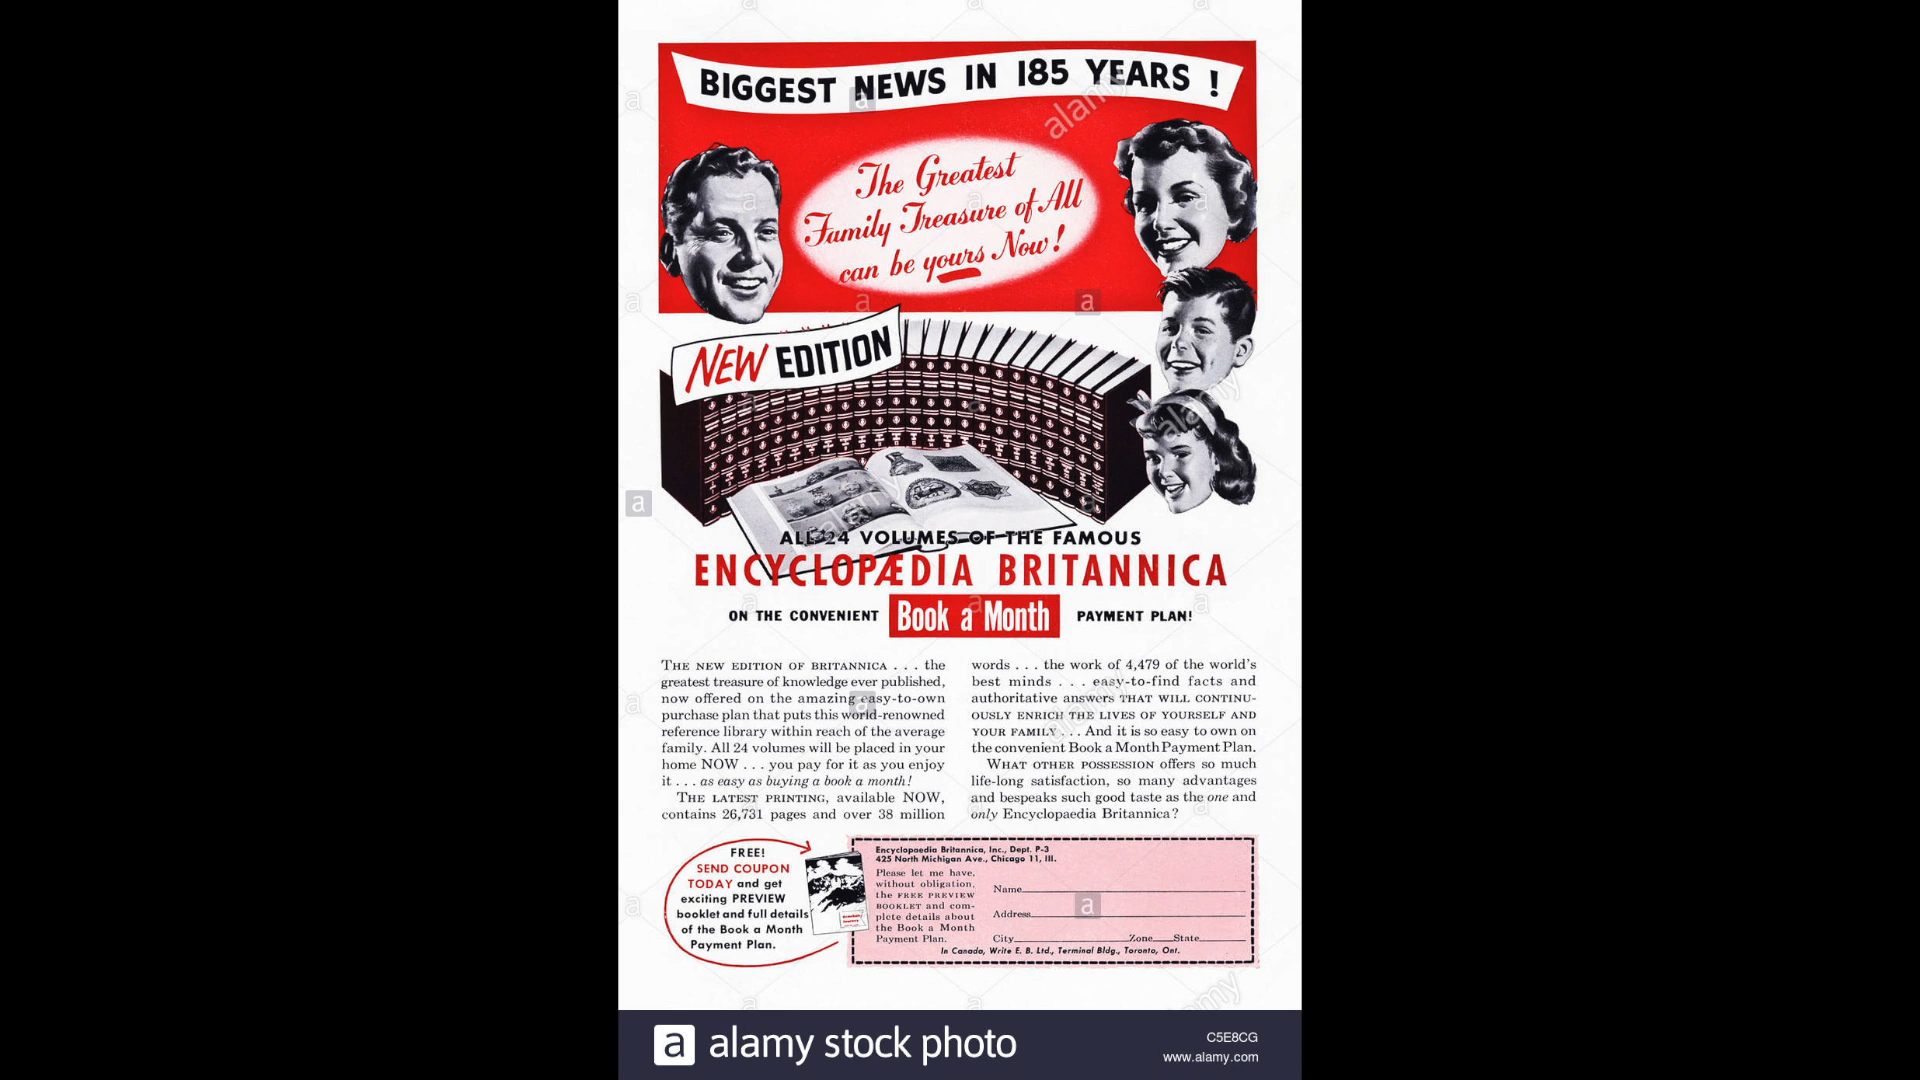 BIGGEST NEWS IN 185 YEARS !
The Greatest
Family Treasure of All
can be yours Now!
NEW EDITION
ALL 24 VOLUMES OF THE FAMOUS
ENCYCLOPÆDIA BRITANNICA
ON THE CONVENIENT Book a Month PAYMENT PLAN!
THE NEW EDITION OF BRITANNICA . . . the
greatest treasure of knowledge ever published,
now offered on the amazing easy-to-own
purchase plan that puts this world-renowned
reference library within reach of the average
family. All 24 volumes will be placed in your
home NOW . . . you pay for it as you enjoy
it . . . as easy as buying a book a month!
THE LATEST PRINTING, available NOW,
contains 26,731 pages and over 38 million
words . . . the work of 4,479 of the world's
best minds . . . easy-to-find facts and
authoritative answers THAT WILL CONTINU-
OUSLY ENRICH THE LIVES OF YOURSELF AND
YOUR FAMILY . . . And it is so easy to own on
the convenient Book a Month Payment Plan.
WHAT OTHER POSSESSION offers so much
life-long satisfaction, so many advantages
and bespeaks such good taste as the one and
only Encyclopaedia Britannica?
FREE!
SEND COUPON
TODAY and get
exciting PREVIEW
booklet and full details
of the Book a Month
Payment Plan.
Encyclopaedia Britannica, Inc., Dept. P-3
425 North Michigan Ave., Chicago 11, Ill.
Please let me have,
without obligation,
the FREE PREVIEW
BOOKLET and com-
plete details about
the Book a Month
Payment Plan.
Name
Address
City Zone State
In Canada, Write E. B. Ltd., Terminal Bldg., Toronto, Ont.
a alamy stock photo
C5E8CG
www.alamy.com